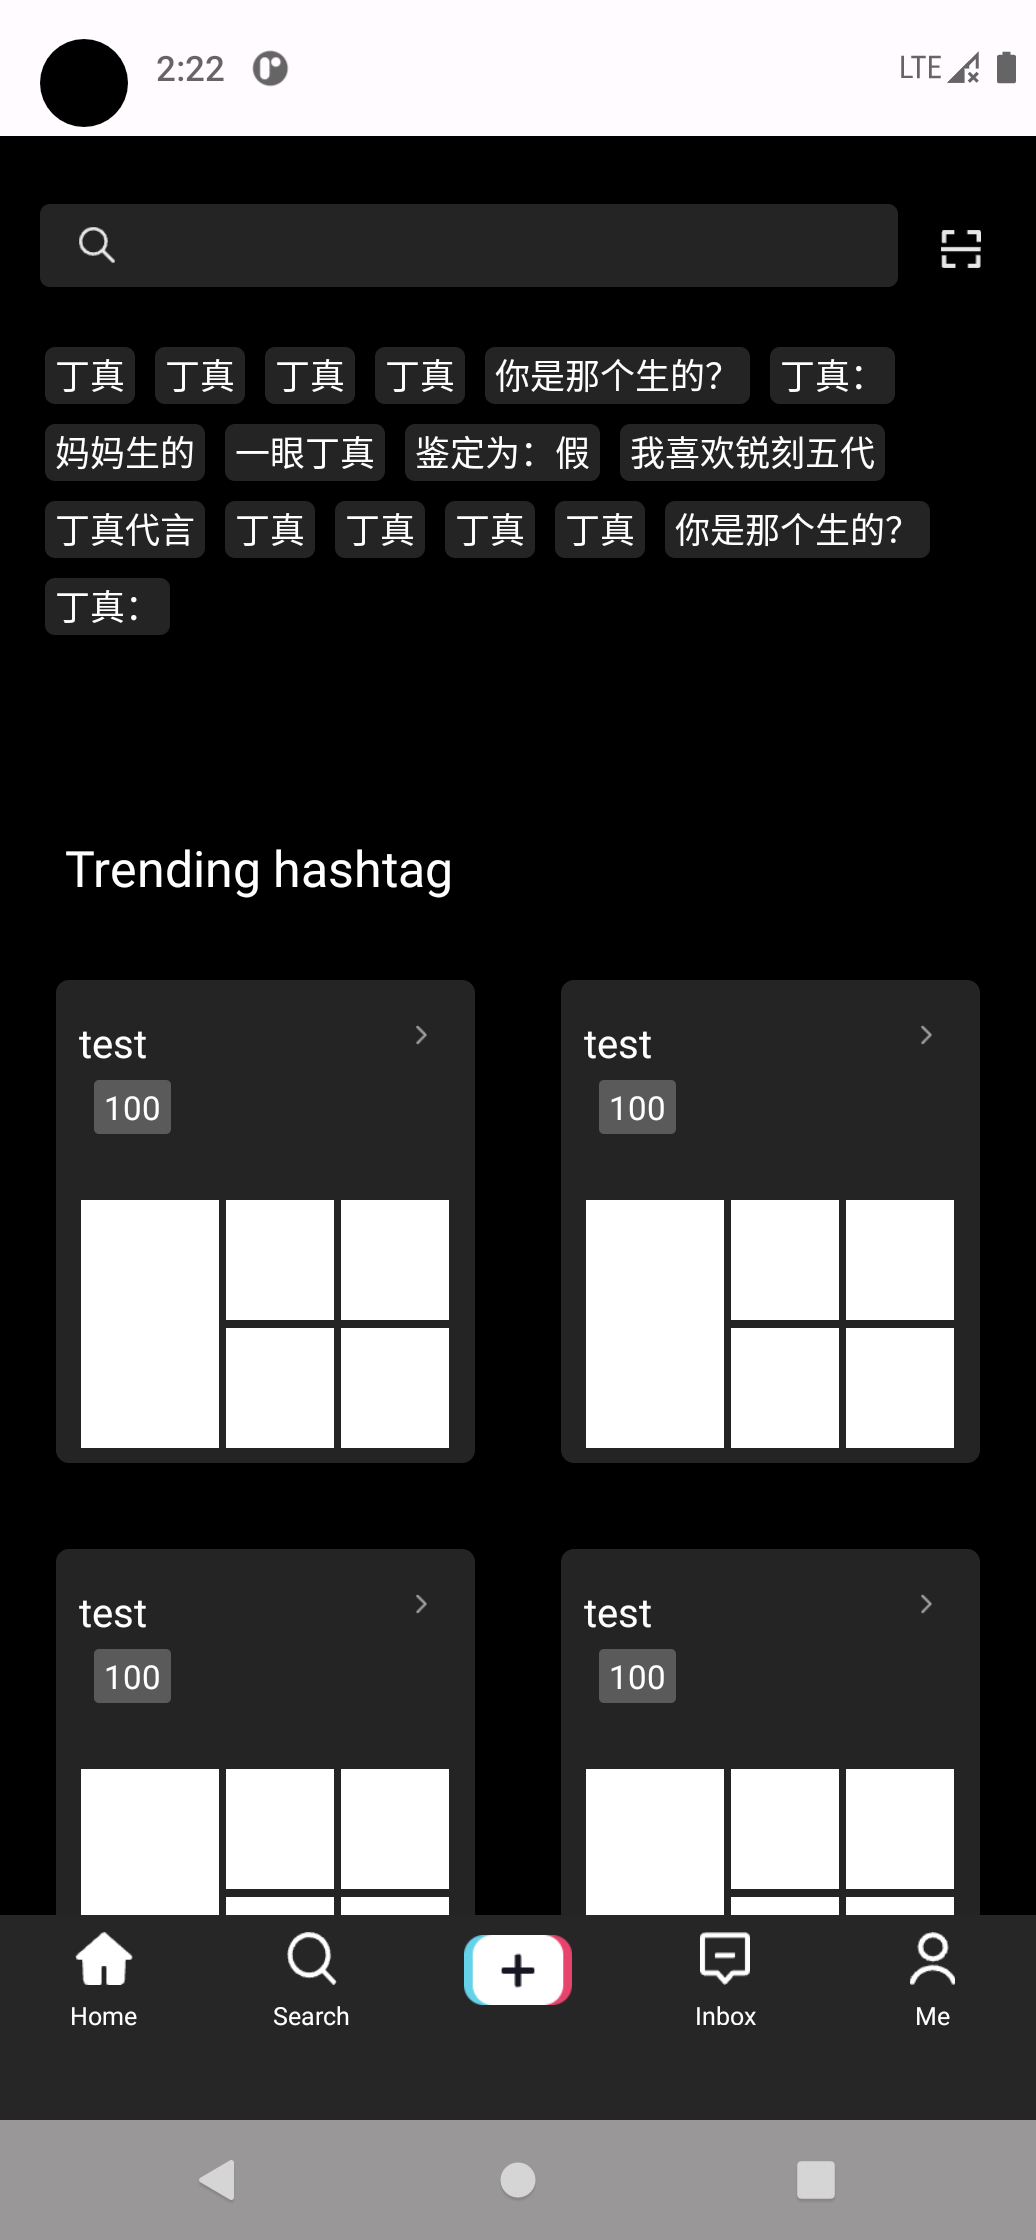 2:22 LTE
丁真 丁真 丁真 丁真 你是那个生的？ 丁真：
妈妈生的 一眼丁真 鉴定为：假 我喜欢锐刻五代
丁真代言 丁真 丁真 丁真 丁真 你是那个生的？
丁真：
Trending hashtag
test test
100 100
test test
100 100
Home Search Inbox Me